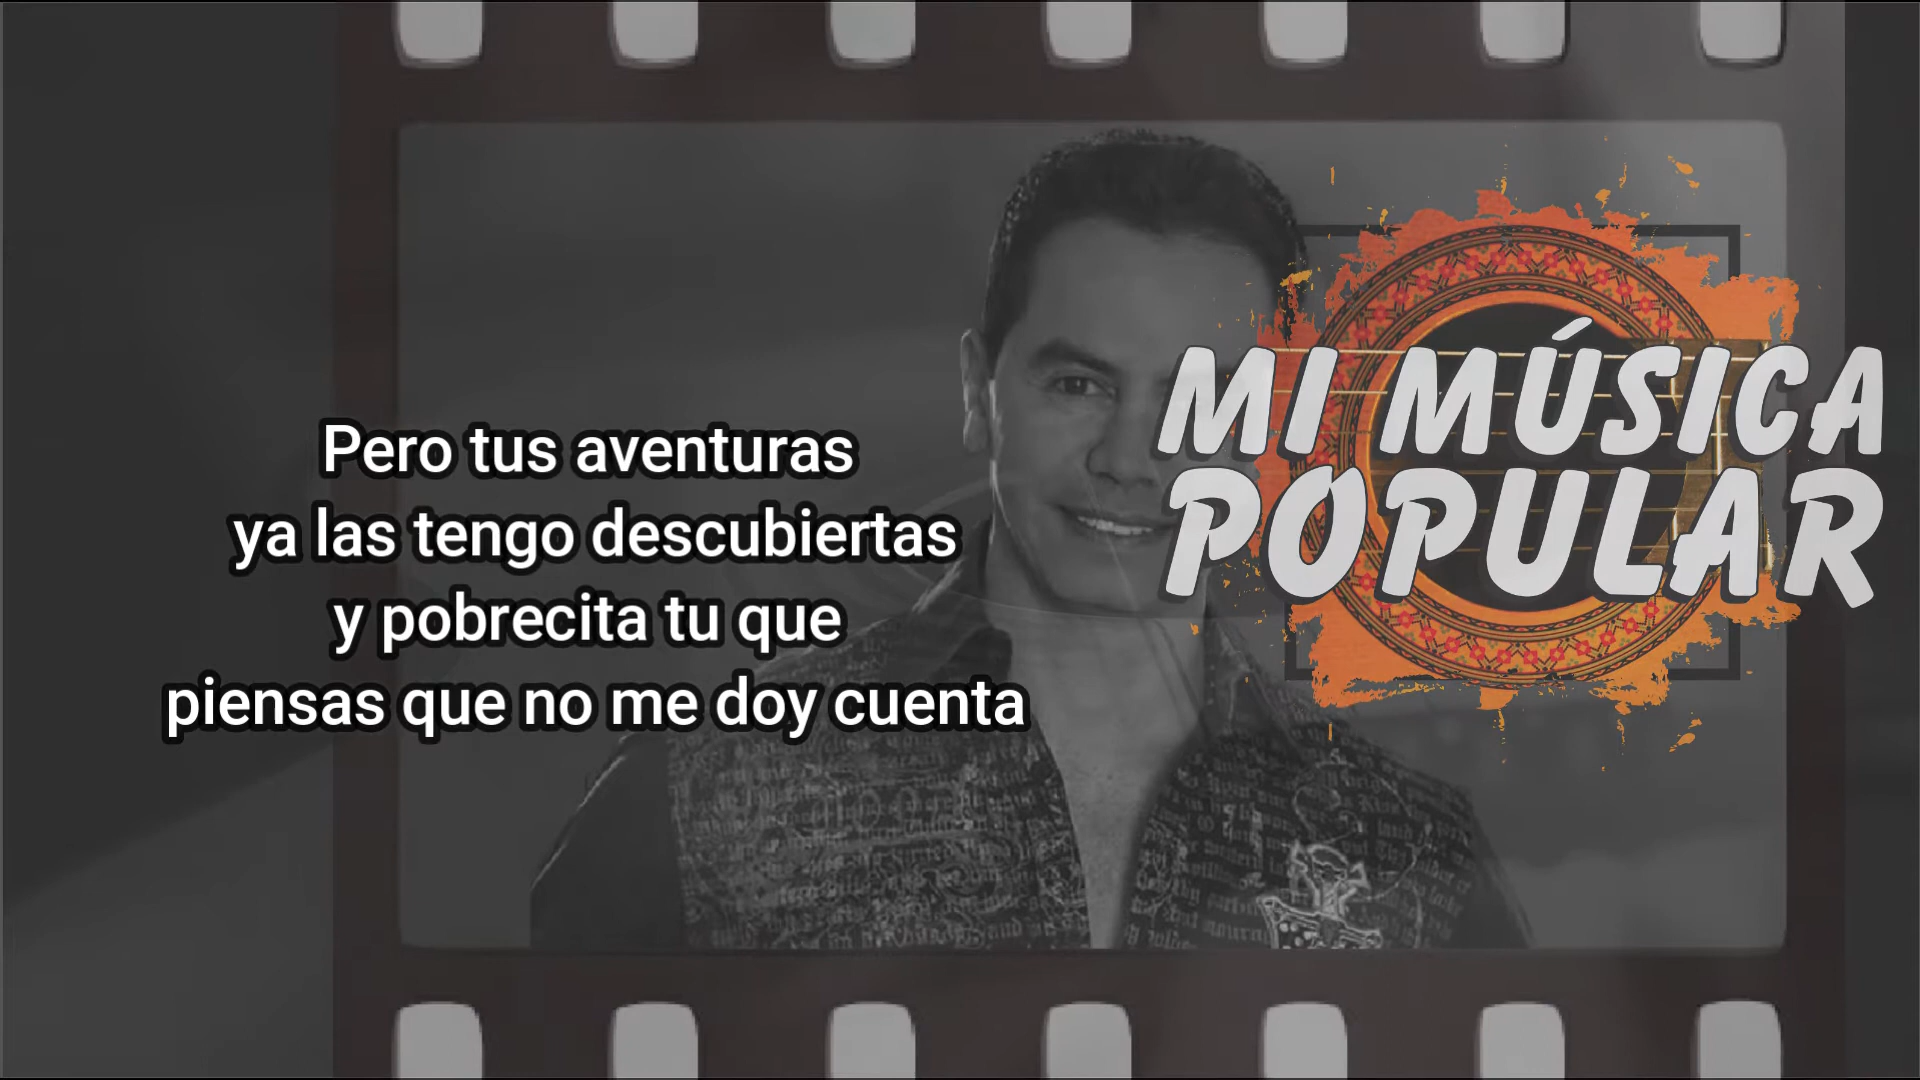 Pero tus aventuras
ya las tengo descubiertas
y pobrecita tu que
piensas que no me doy cuenta
MI MÚSICA
POPULAR